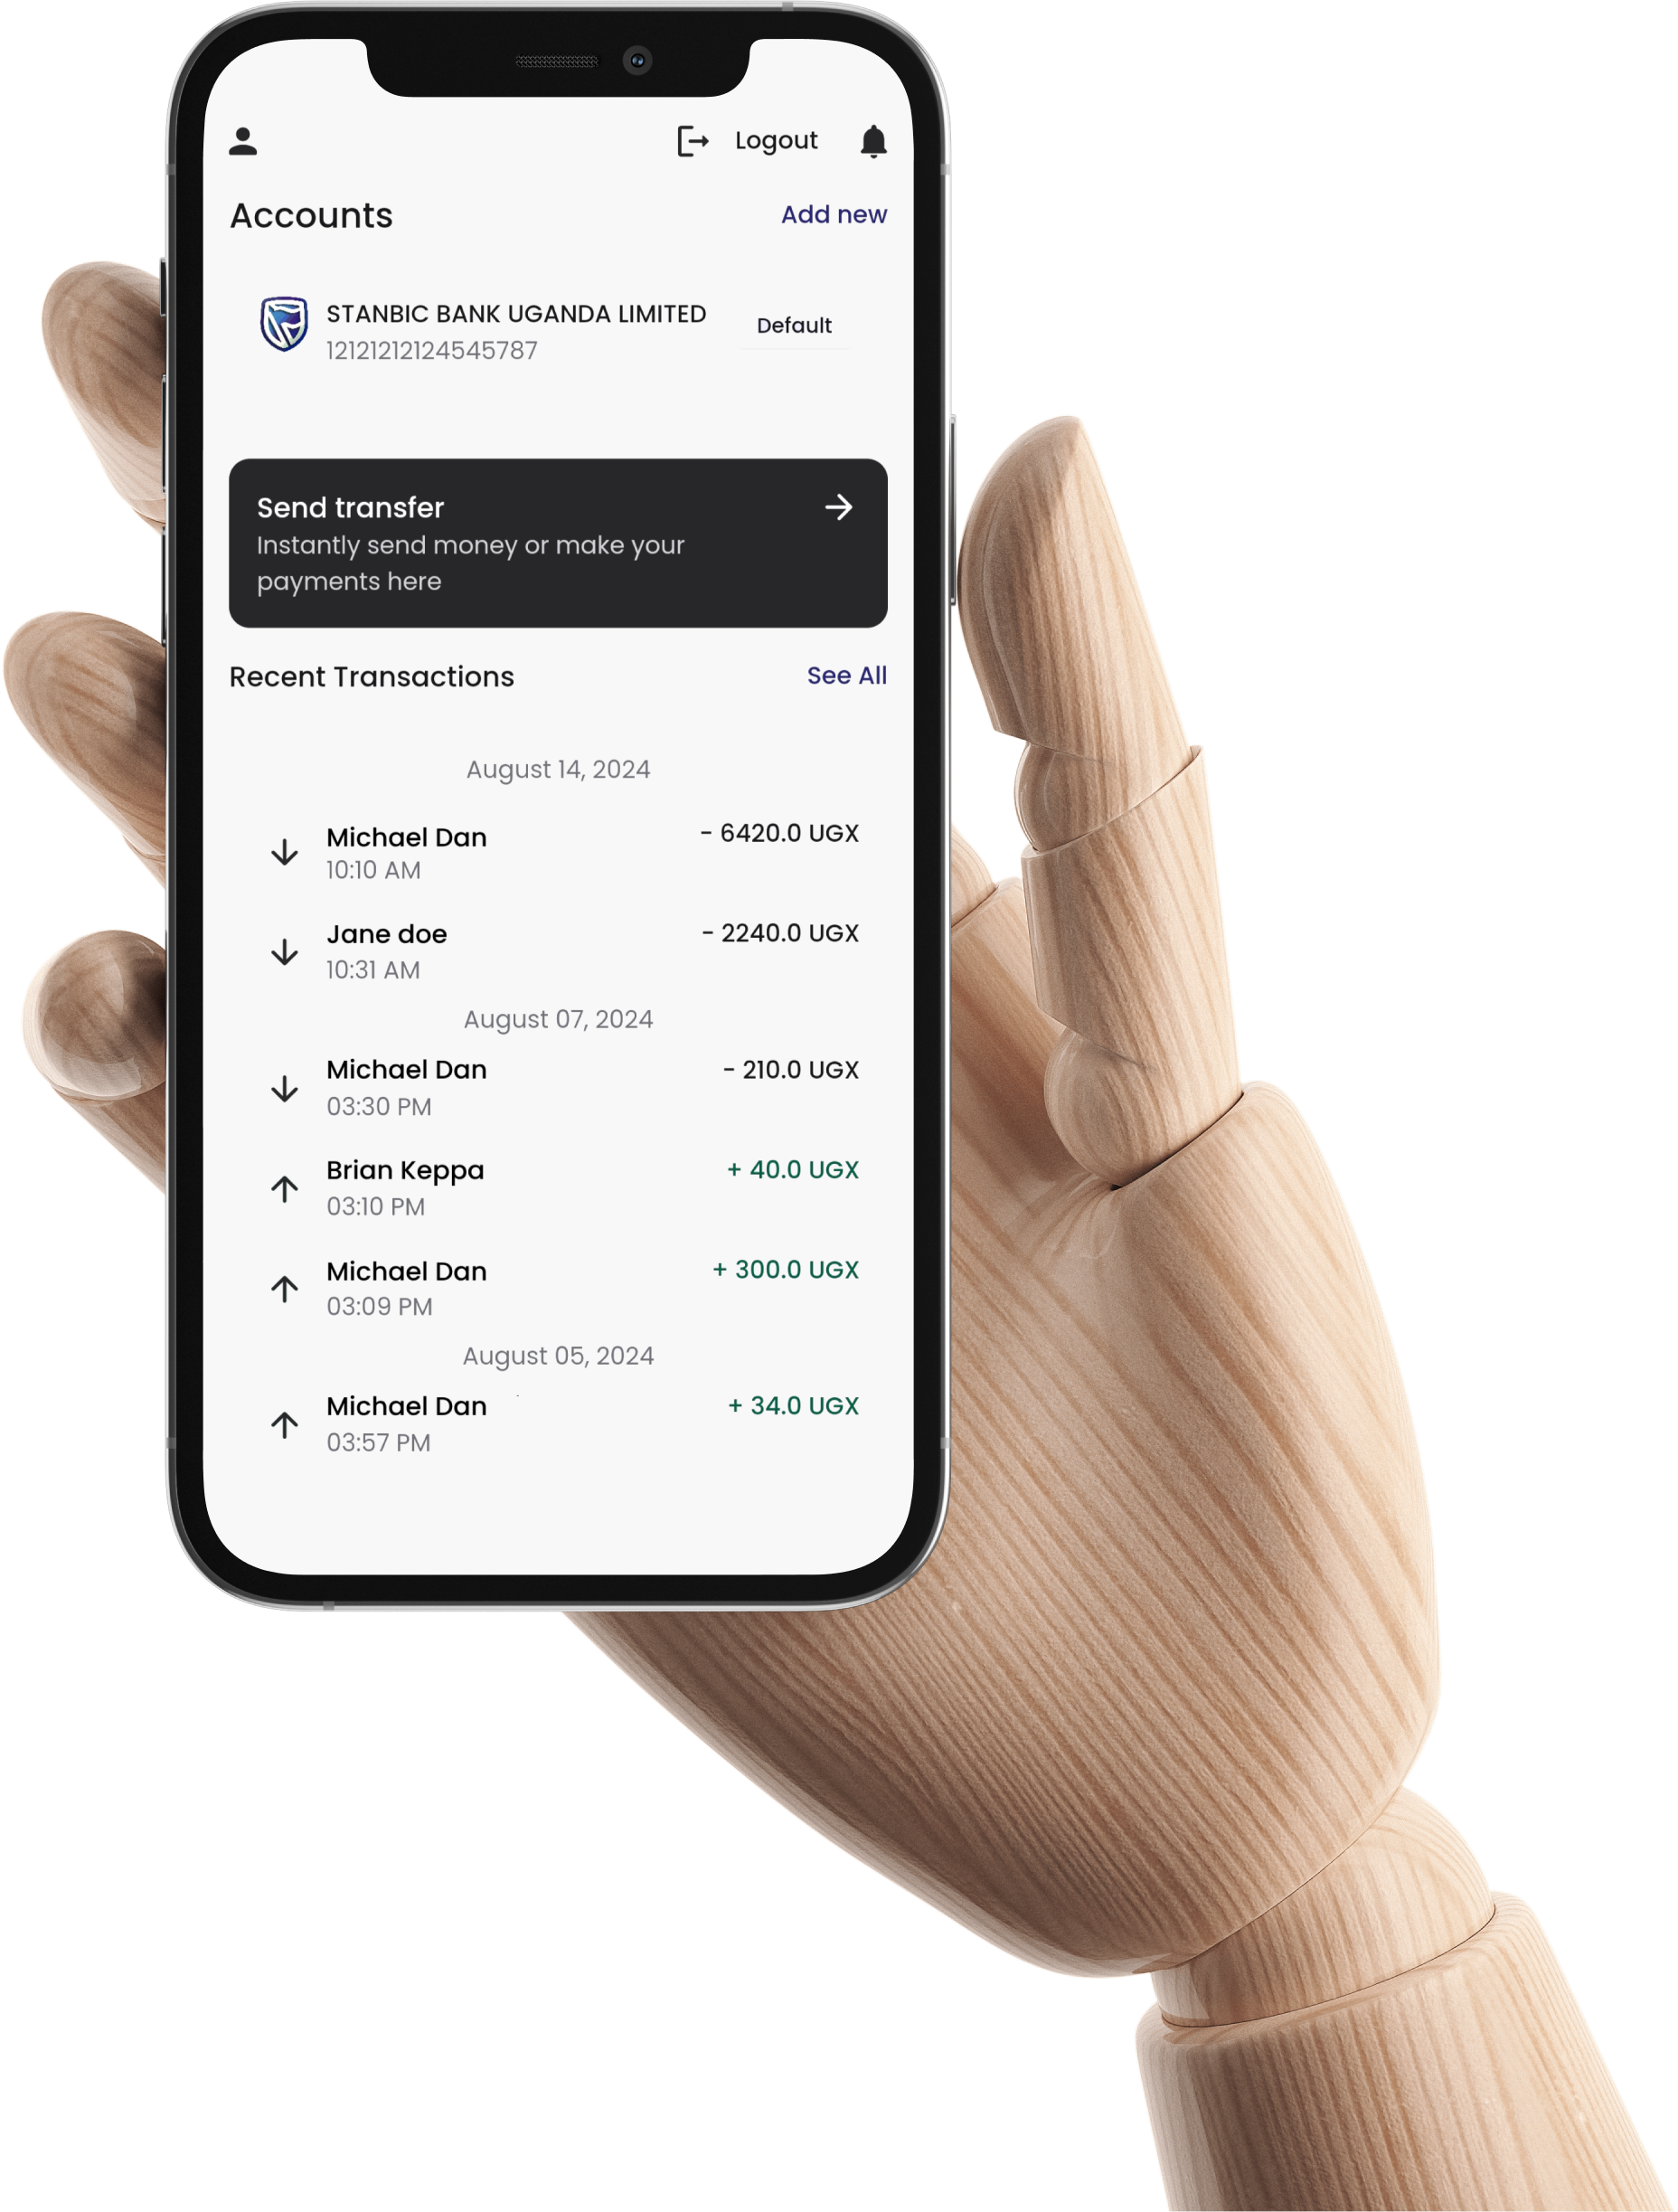 Logout
Accounts
Add new
STANBIC BANK UGANDA LIMITED
12121212124545787
Default
Send transfer
Instantly send money or make your
payments here
Recent Transactions
See All
August 14, 2024
Michael Dan
- 6420.0 UGX
10:10 AM
Jane doe
- 2240.0 UGX
10:31 AM
August 07, 2024
Michael Dan
- 210.0 UGX
03:30 PM
Brian Keppa
+ 40.0 UGX
03:10 PM
Michael Dan
+ 300.0 UGX
03:09 PM
August 05, 2024
Michael Dan
+ 34.0 UGX
03:57 PM